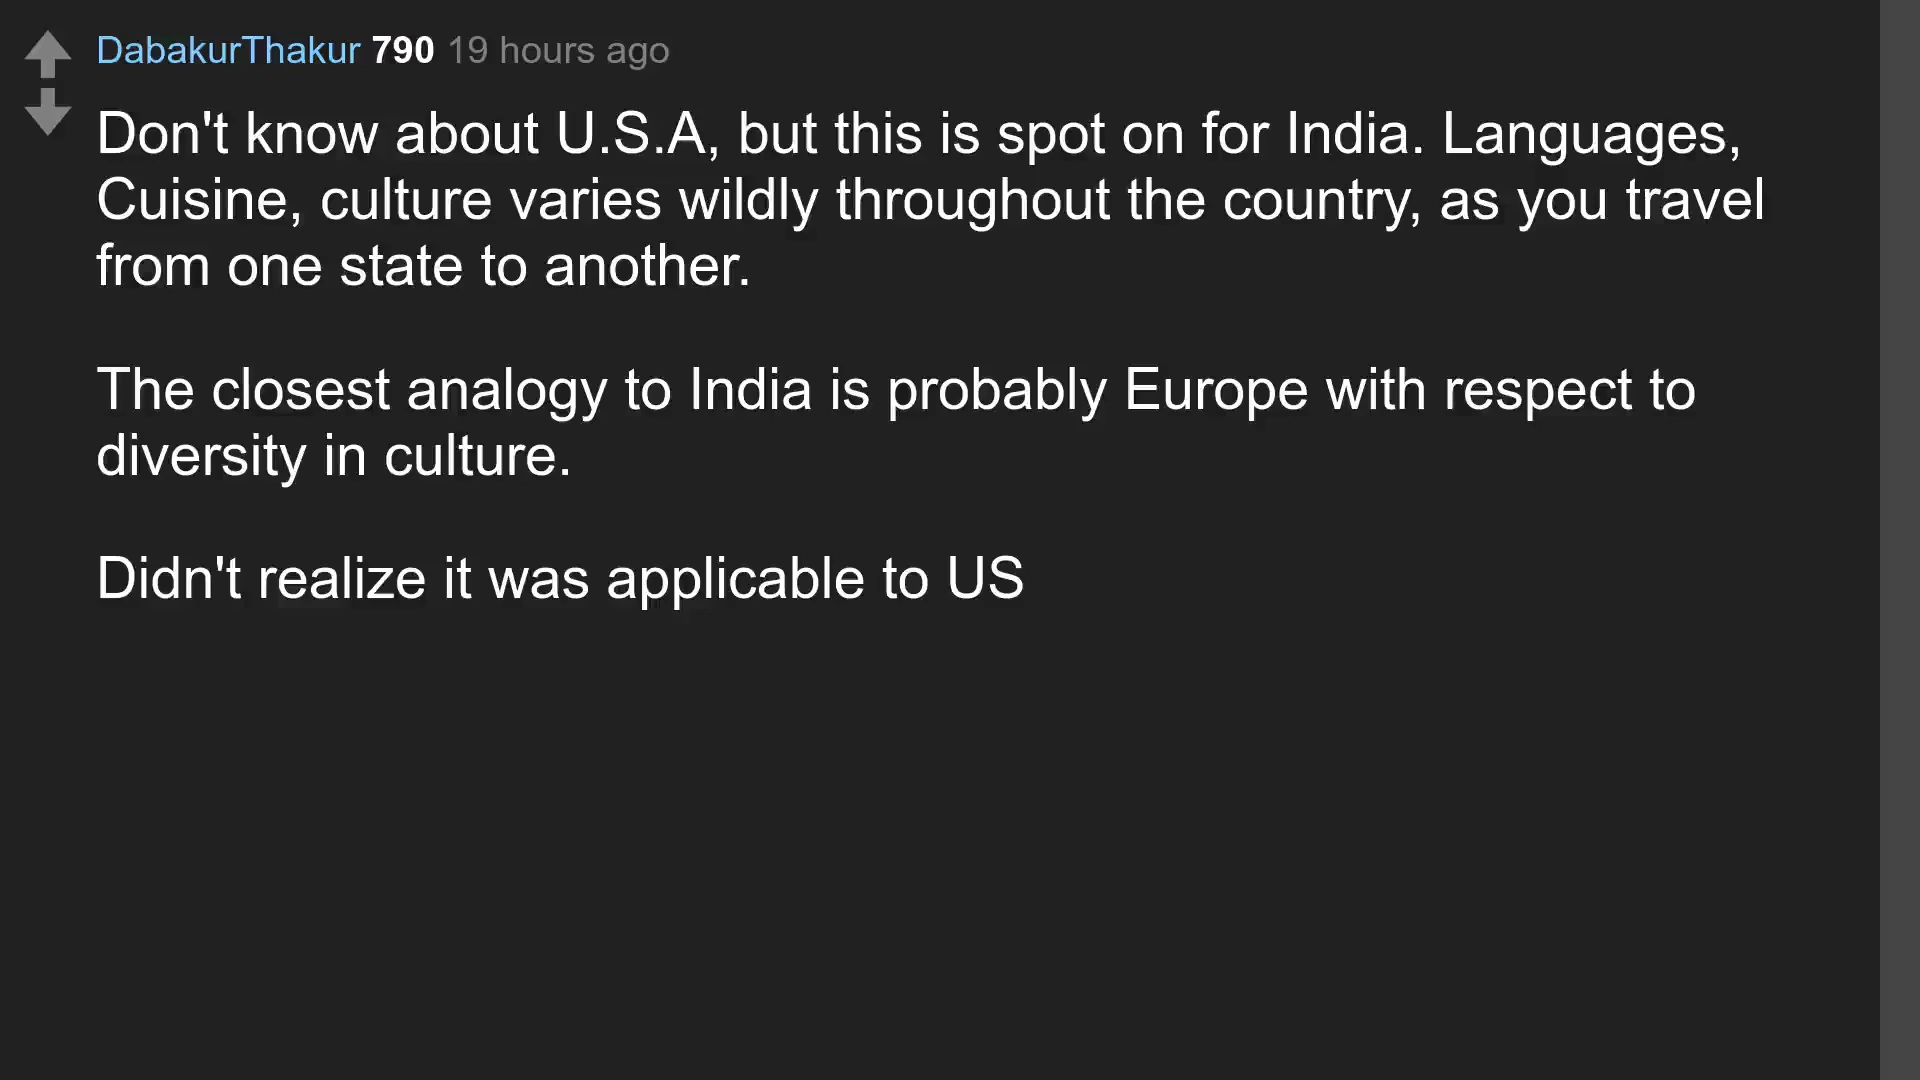 DabakurThakur 790 19 hours ago
Don't know about U.S.A, but this is spot on for India. Languages,
Cuisine, culture varies wildly throughout the country, as you travel
from one state to another.
The closest analogy to India is probably Europe with respect to
diversity in culture.
Didn't realize it was applicable to US